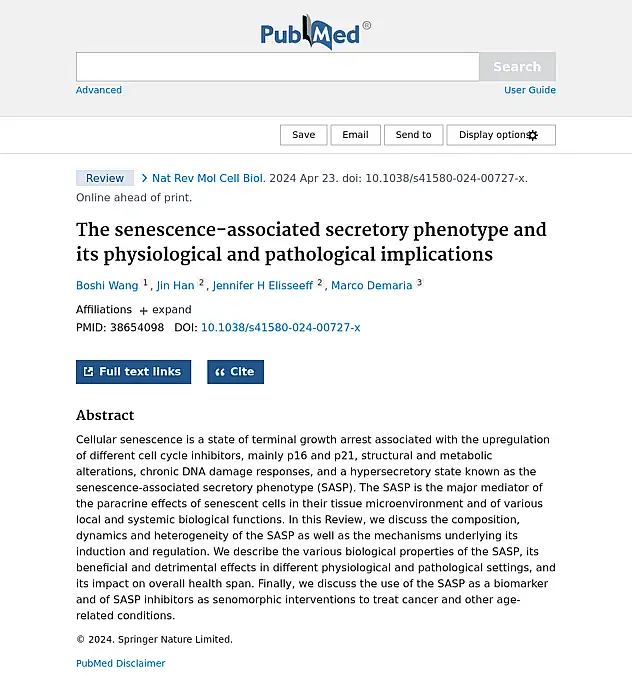 PubMed®
Search
Advanced
User Guide
Save
Email
Send to
Display options
Review
Nat Rev Mol Cell Biol. 2024 Apr 23. doi: 10.1038/s41580-024-00727-x.
Online ahead of print.
The senescence-associated secretory phenotype and
its physiological and pathological implications
Boshi Wang 1, Jin Han 2, Jennifer H Elisseeff 2, Marco Demaria 3
Affiliations + expand
PMID: 38654098 DOI: 10.1038/s41580-024-00727-x
Full text links
Cite
Abstract
Cellular senescence is a state of terminal growth arrest associated with the upregulation
of different cell cycle inhibitors, mainly p16 and p21, structural and metabolic
alterations, chronic DNA damage responses, and a hypersecretory state known as the
senescence-associated secretory phenotype (SASP). The SASP is the major mediator of
the paracrine effects of senescent cells in their tissue microenvironment and of various
local and systemic biological functions. In this Review, we discuss the composition,
dynamics and heterogeneity of the SASP as well as the mechanisms underlying its
induction and regulation. We describe the various biological properties of the SASP, its
beneficial and detrimental effects in different physiological and pathological settings, and
its impact on overall health span. Finally, we discuss the use of the SASP as a biomarker
and of SASP inhibitors as senomorphic interventions to treat cancer and other age-
related conditions.
© 2024. Springer Nature Limited.
PubMed Disclaimer